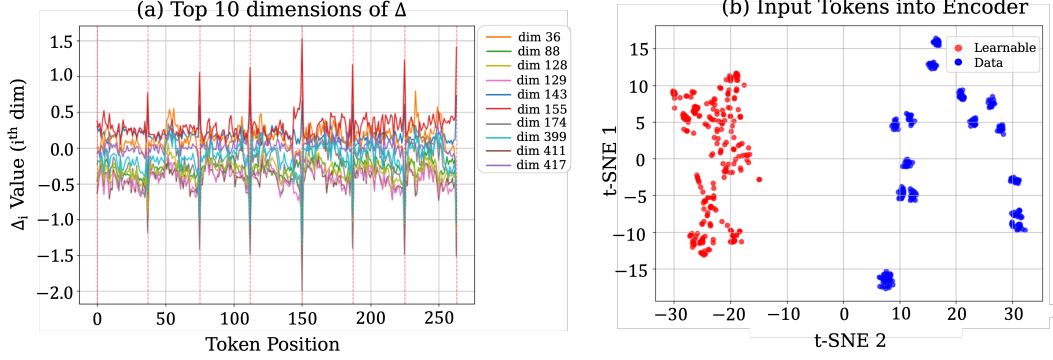 (a) Top 10 dimensions of Δ
1.5
1.0
0.5
0.0
−0.5
−1.0
−1.5
−2.0
Δi Value (iᵗʰ dim)
0
50
100
150
200
250
Token Position
dim 36
dim 88
dim 128
dim 129
dim 143
dim 155
dim 174
dim 399
dim 411
dim 417
(b) Input Tokens into Encoder
15
10
5
0
−5
−10
−15
t-SNE 1
−30
−20
−10
0
10
20
30
t-SNE 2
Learnable
Data